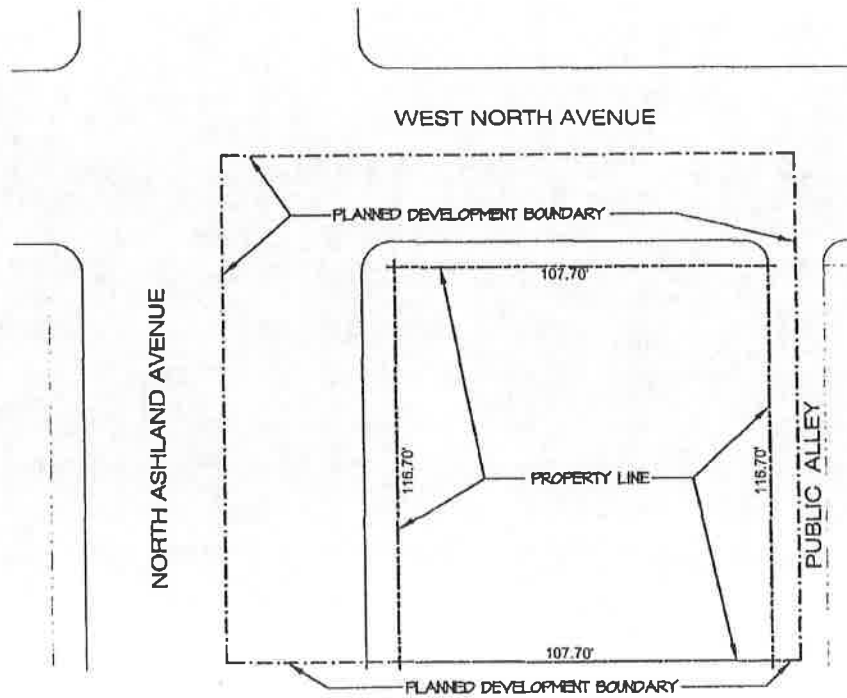 WEST NORTH AVENUE
PLANNED DEVELOPMENT BOUNDARY
107.70'
NORTH ASHLAND AVENUE
116.70'
PROPERTY LINE
116.70'
PUBLIC ALLEY
107.70'
PLANNED DEVELOPMENT BOUNDARY